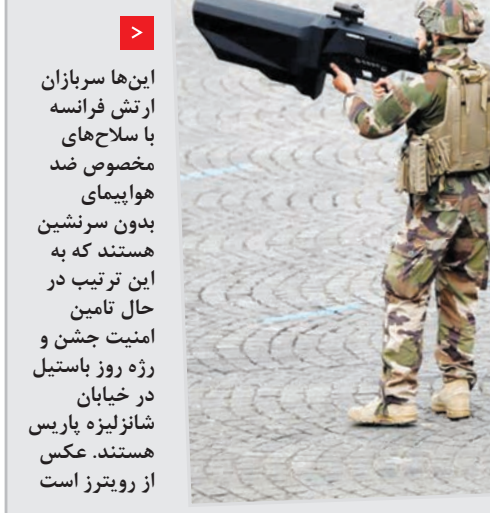 این‌ها سربازان
ارتش فرانسه
با سلاح‌های
مخصوص ضد
هواپیمای
بدون سرنشین
هستند که به
این ترتیب در
حال تامین
امنیت جشن و
رژه روز باستیل
در خیابان
شانزلیزه پاریس
هستند. عکس
از رویترز است